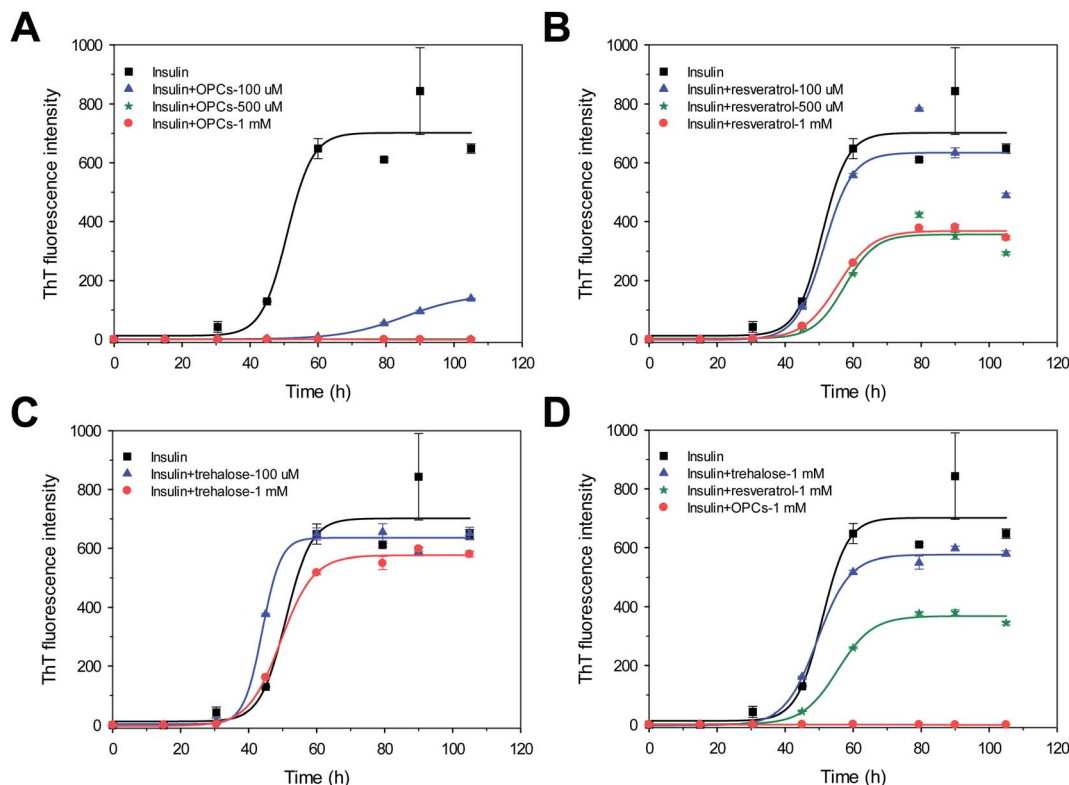 A
1000
800
600
400
200
0
ThT fluorescence intensity
Insulin
Insulin+OPCs-100 uM
Insulin+OPCs-500 uM
Insulin+OPCs-1 mM
0 20 40 60 80 100 120
Time (h)
B
1000
800
600
400
200
0
ThT fluorescence intensity
Insulin
Insulin+resveratrol-100 uM
Insulin+resveratrol-500 uM
Insulin+resveratrol-1 mM
0 20 40 60 80 100 120
Time (h)
C
1000
800
600
400
200
0
ThT fluorescence intensity
Insulin
Insulin+trehalose-100 uM
Insulin+trehalose-1 mM
0 20 40 60 80 100 120
Time (h)
D
1000
800
600
400
200
0
ThT fluorescence intensity
Insulin
Insulin+trehalose-1 mM
Insulin+resveratrol-1 mM
Insulin+OPCs-1 mM
0 20 40 60 80 100 120
Time (h)